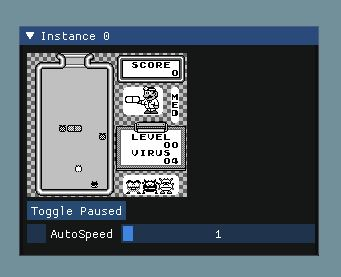 Instance 0
SCORE
0
MED
LEVEL
00
VIRUS
04
Toggle Paused
AutoSpeed 1